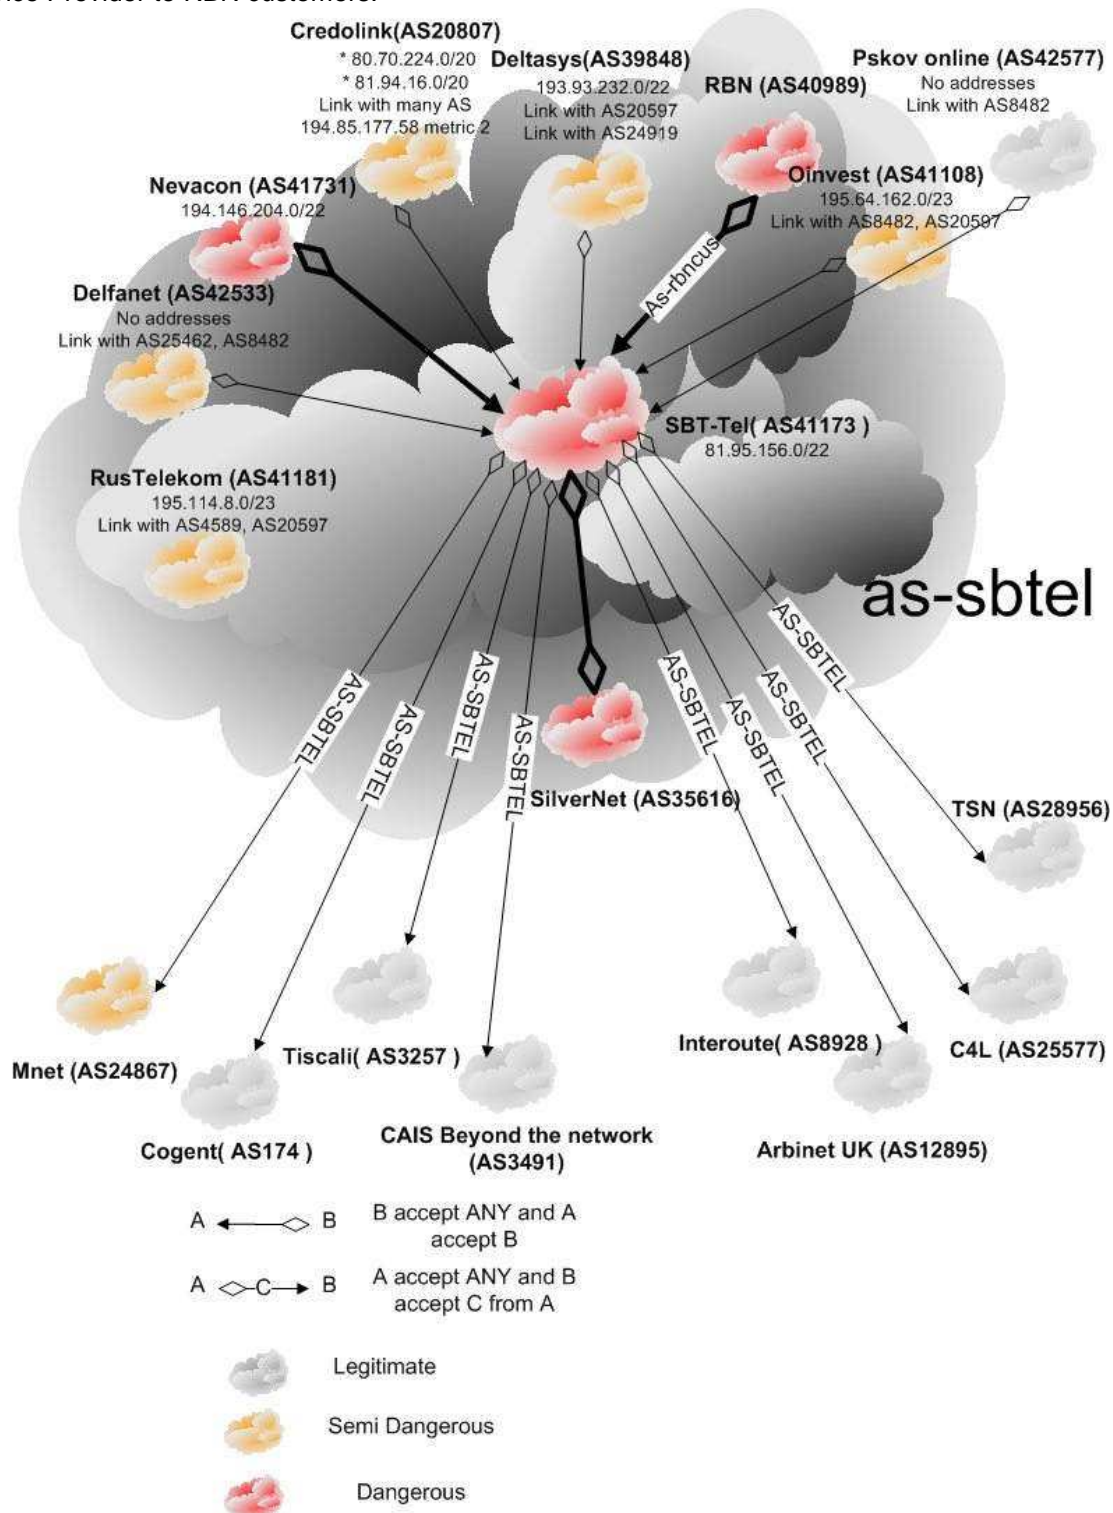 Credolink(AS20807)
* 80.70.224.0/20
* 81.94.16.0/20
Link with many AS
194.85.177.58 metric 2
Deltasys(AS39848)
193.93.232.0/22
Link with AS20597
Link with AS24919
RBN (AS40989)
Pskov online (AS42577)
No addresses
Link with AS8482
Nevacon (AS41731)
194.146.204.0/22
Oinvest (AS41108)
195.64.162.0/23
Link with AS8482, AS20597
As-rbncus
Delfanet (AS42533)
No addresses
Link with AS25462, AS8482
SBT-Tel( AS41173 )
81.95.156.0/22
RusTelekom (AS41181)
195.114.8.0/23
Link with AS4589, AS20597
as-sbtel
AS-SBTEL
AS-SBTEL
AS-SBTEL
AS-SBTEL
AS-SBTEL
AS-SBTEL
AS-SBTEL
AS-SBTEL
SilverNet (AS35616)
TSN (AS28956)
Mnet (AS24867)
Tiscali( AS3257 )
Interoute( AS8928 )
C4L (AS25577)
Cogent( AS174 )
CAIS Beyond the network
(AS3491)
Arbinet UK (AS12895)
A B
B accept ANY and A
accept B
A C B
A accept ANY and B
accept C from A
Legitimate
Semi Dangerous
Dangerous